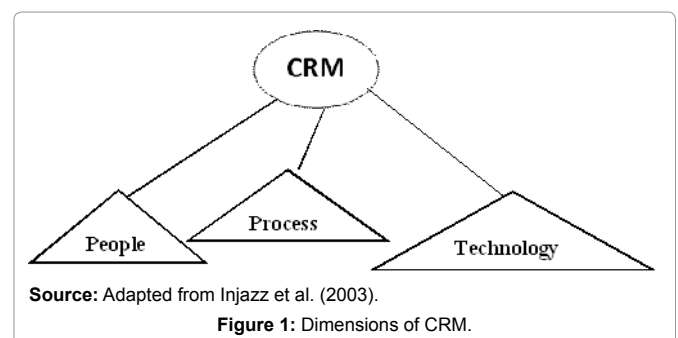 CRM
People
Process
Technology
Source: Adapted from Injazz et al. (2003).
Figure 1: Dimensions of CRM.